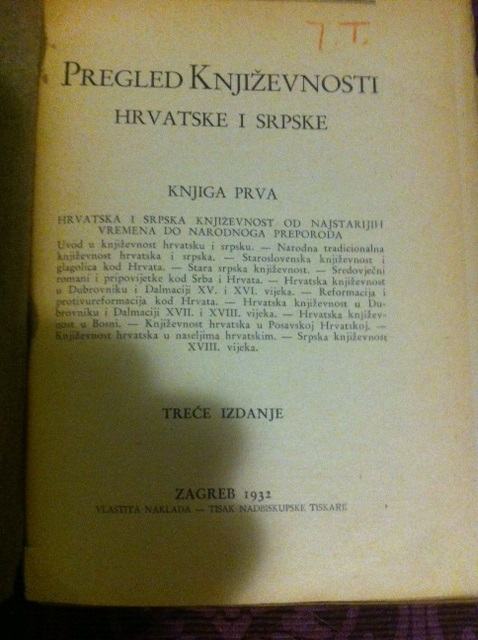 J.T.
PREGLED KNJIŽEVNOSTI
HRVATSKE I SRPSKE
KNJIGA PRVA
HRVATSKA I SRPSKA KNJIŽEVNOST OD NAJSTARIJIH
VREMENA DO NARODNOGA PREPORODA
Uvod u književnost hrvatsku i srpsku. — Narodna tradicionalna
književnost hrvatska i srpska. — Staroslovenska književnost i
glagolica kod Hrvata. — Stara srpska književnost. — Sredovječni
romani i pripovijetke kod Srba i Hrvata. — Hrvatska književnost
u Dubrovniku i Dalmaciji XV. i XVI. vijeka. — Reformacija i
protivureformacija kod Hrvata. — Hrvatska književnost u Du-
brovniku i Dalmaciji XVII. i XVIII. vijeka. — Hrvatska književ-
nost u Bosni. — Književnost hrvatska u Posavskoj Hrvatskoj. —
Književnost hrvatska u naseljima hrvatskim. — Srpska književnost
XVIII. vijeka.
TREĆE IZDANJE
ZAGREB 1932
VLASTITA NAKLADA — TISAK NADBISKUPSKE TISKARE